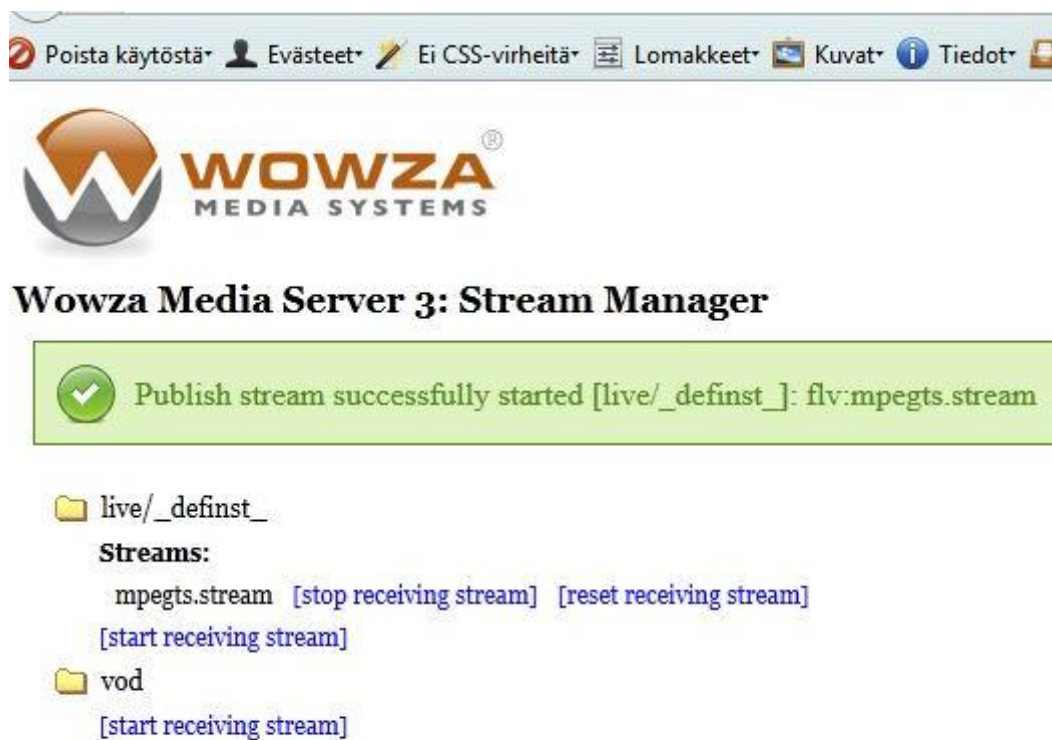 Poista käytöstä Evästeet Ei CSS-virheitä Lomakkeet Kuvat Tiedot
WOWZA®
MEDIA SYSTEMS
Wowza Media Server 3: Stream Manager
Publish stream successfully started [live/_definst_]: flv:mpegts.stream
live/_definst_
Streams:
mpegts.stream [stop receiving stream] [reset receiving stream]
[start receiving stream]
vod
[start receiving stream]